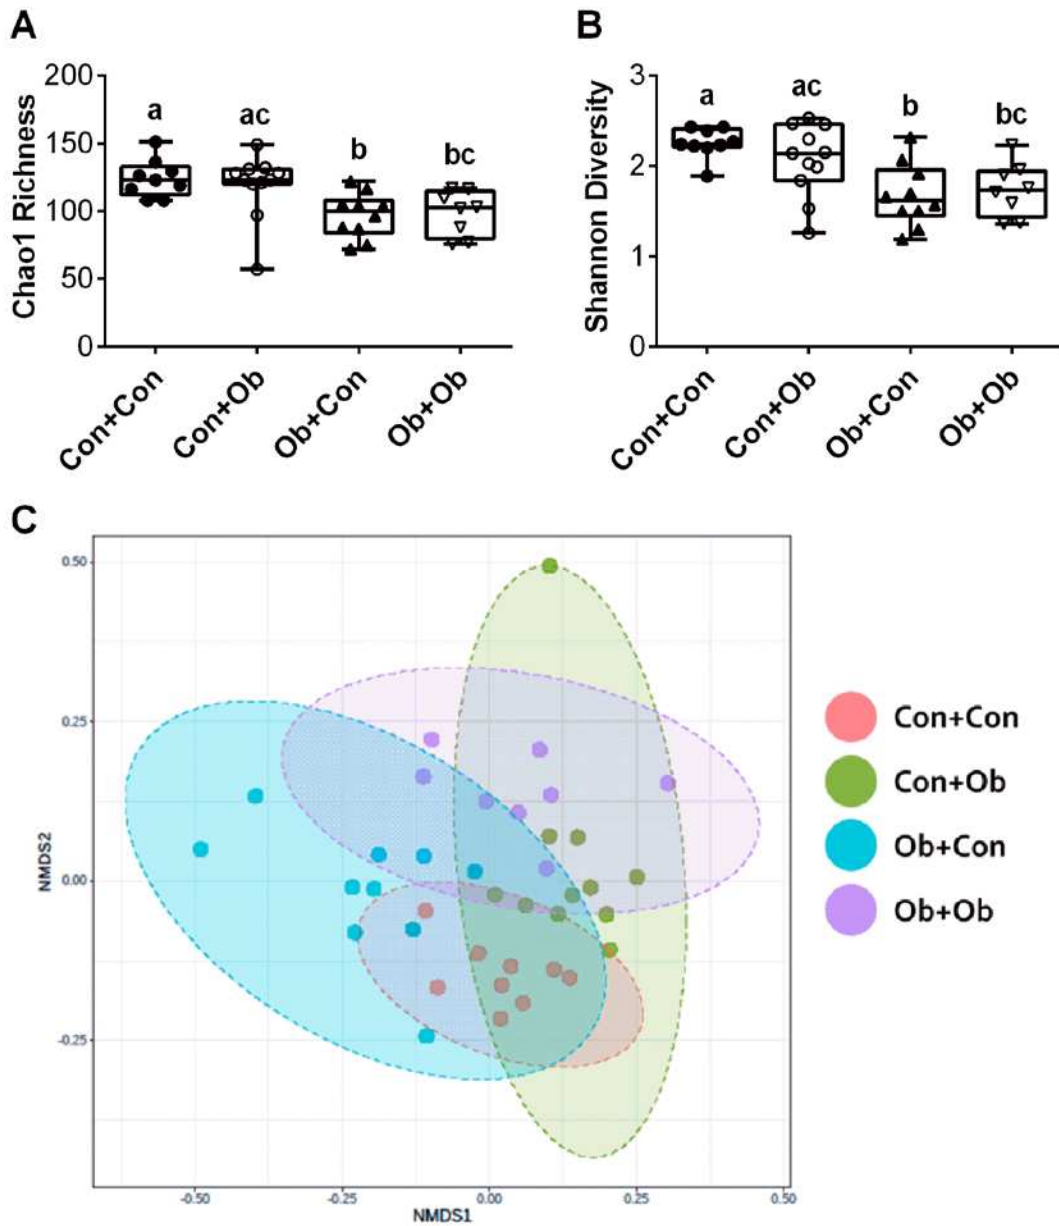 A
B
200
150
100
50
0
Chao1 Richness
a
ac
b
bc
Con+Con
Con+Ob
Ob+Con
Ob+Ob
3
2
1
0
Shannon Diversity
a
ac
b
bc
Con+Con
Con+Ob
Ob+Con
Ob+Ob
C
0.50
0.25
0.00
-0.25
NMDS2
-0.50
-0.25
0.00
0.25
0.50
NMDS1
Con+Con
Con+Ob
Ob+Con
Ob+Ob